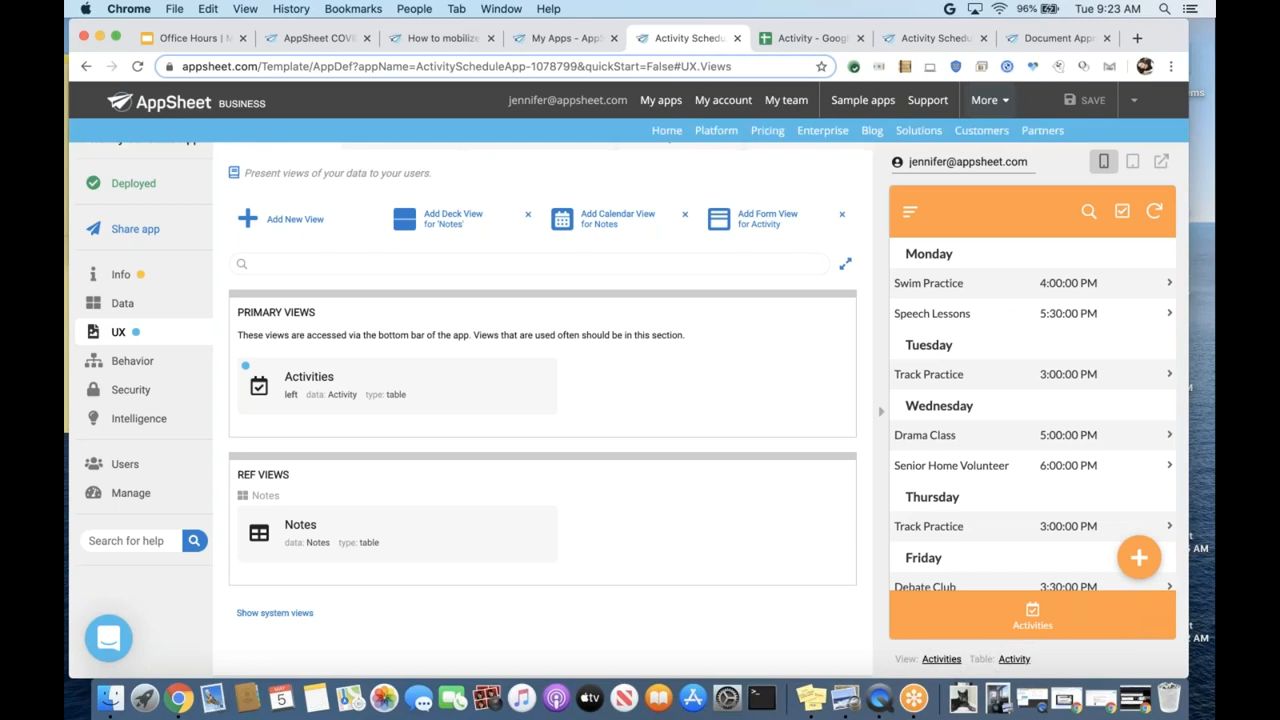 Chrome File Edit View History Bookmarks People Tab Window Help 96% Tue 9:23 AM
Office Hours | M AppSheet COV How to mobiliz My Apps - AppS Activity Schedu Activity - Googl Activity Schedu Document Appr
appsheet.com/Template/AppDef?appName=ActivityScheduleApp-1078799&quickStart=False#UX.Views
AppSheet BUSINESS jennifer@appsheet.com My apps My account My team Sample apps Support More SAVE
Home Platform Pricing Enterprise Blog Solutions Customers Partners
Deployed
Share app
Info
Data
UX
Behavior
Security
Intelligence
Users
Manage
Search for help
Present views of your data to your users.
Add New View
Add Deck View
for 'Notes'
Add Calendar View
for Notes
Add Form View
for Activity
PRIMARY VIEWS
These views are accessed via the bottom bar of the app. Views that are used often should be in this section.
Activities
left data: Activity type: table
REF VIEWS
Notes
Notes
data: Notes type: table
Show system views
jennifer@appsheet.com
Monday
Swim Practice 4:00:00 PM
Speech Lessons 5:30:00 PM
Tuesday
Track Practice 3:00:00 PM
Wednesday
Drama Class 5:00:00 PM
Senior Home Volunteer 6:00:00 PM
Thursday
Track Practice 3:00:00 PM
Friday
Debate Club 3:30:00 PM
Activities
View: Activities Table: Activity